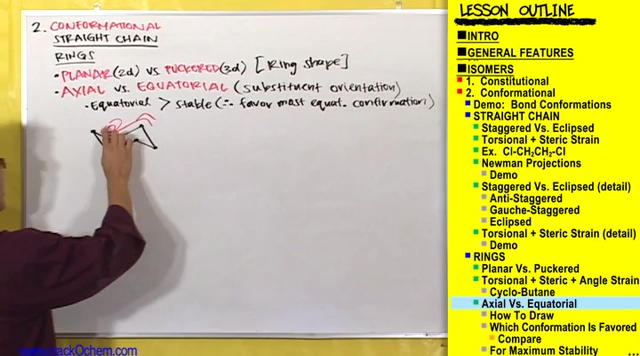 2. CONFORMATIONAL
STRAIGHT CHAIN
RINGS
• PLANAR (2d) VS PUCKERED (3d) [Ring Shape]
• AXIAL VS. EQUATORIAL (substituent orientation)
• Equatorial > Stable (∴ favor most equat. confirmation)
LESSON OUTLINE
INTRO
GENERAL FEATURES
ISOMERS
1. Constitutional
2. Conformational
Demo: Bond Conformations
STRAIGHT CHAIN
Staggered Vs. Eclipsed
Torsional + Steric Strain
Ex. Cl-CH2CH2-Cl
Newman Projections
Demo
Staggered Vs. Eclipsed (detail)
Anti-Staggered
Gauche-Staggered
Eclipsed
Torsional + Steric Strain (detail)
Demo
RINGS
Planar Vs. Puckered
Torsional + Steric + Angle Strain
Cyclo-Butane
Axial Vs. Equatorial
How To Draw
Which Conformation Is Favored
Compare
For Maximum Stability
...